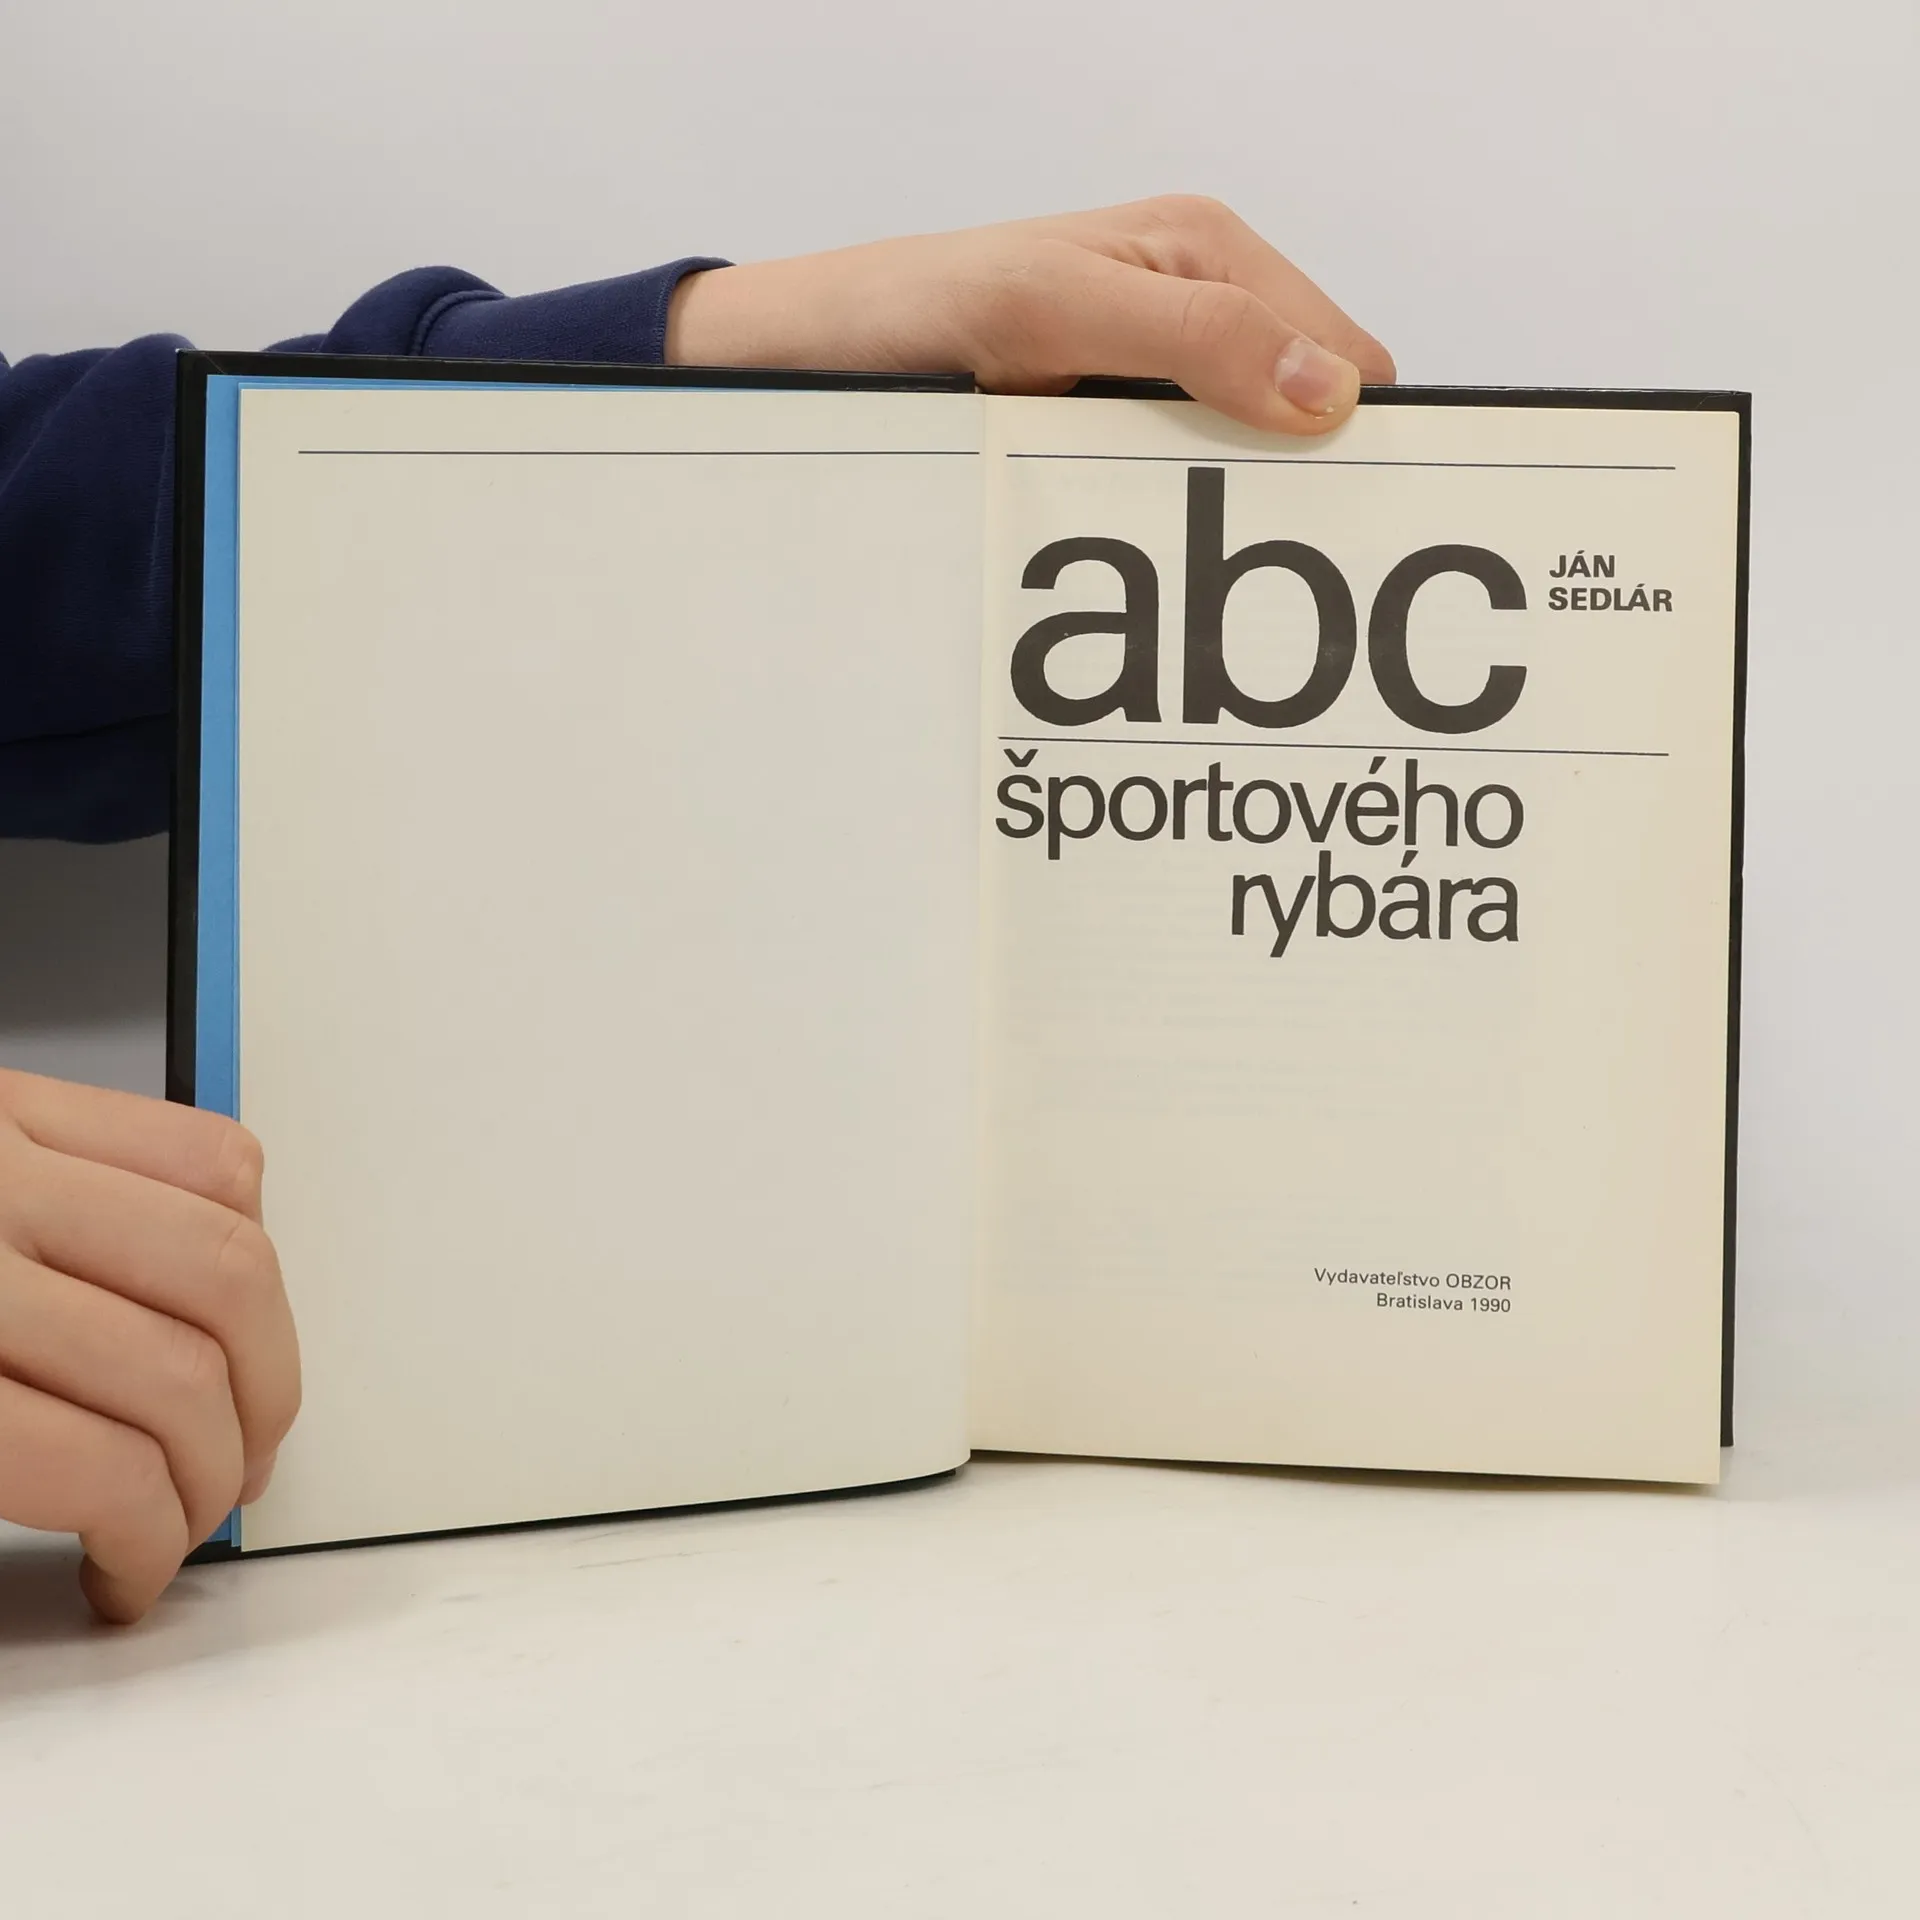 abc
JÁN
SEDLÁR
športového
rybára
Vydavateľstvo OBZOR
Bratislava 1990